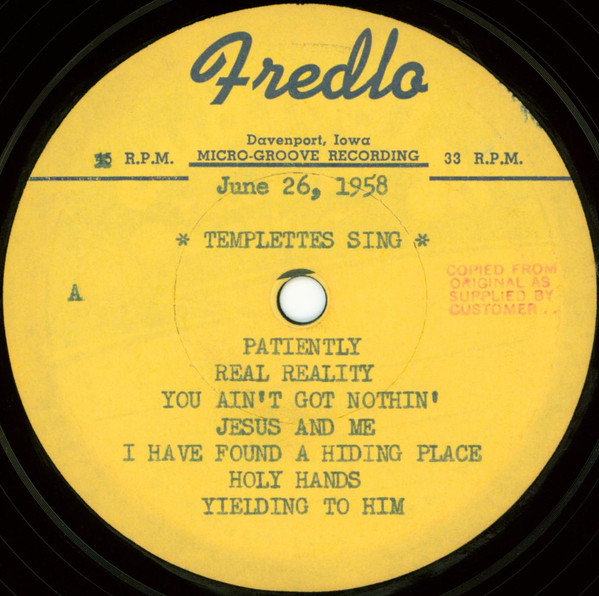 Fredlo
Davenport, Iowa
45 R.P.M. MICRO-GROOVE RECORDING 33 R.P.M.
June 26, 1958
* TEMPLETTES SING *
A
COPIED FROM
ORIGINAL AS
SUPPLIED BY
CUSTOMER ..
PATIENTLY
REAL REALITY
YOU AIN'T GOT NOTHIN'
JESUS AND ME
I HAVE FOUND A HIDING PLACE
HOLY HANDS
YIELDING TO HIM